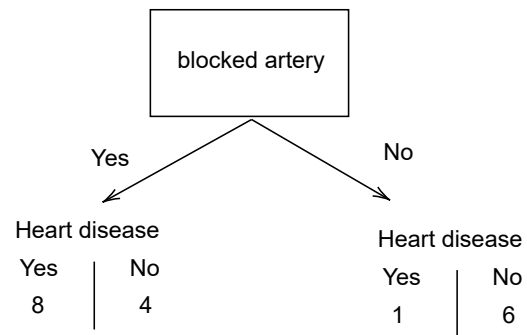 blocked artery
Yes
No
Heart disease
Yes No
8 4
Heart disease
Yes No
1 6